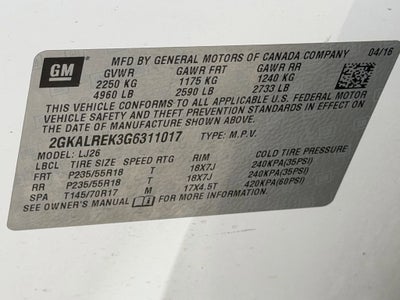 GM
MFD BY GENERAL MOTORS OF CANADA COMPANY 04/16
GVWR GAWR FRT GAWR RR
2250 KG 1175 KG 1240 KG
4960 LB 2590 LB 2733 LB
THIS VEHICLE CONFORMS TO ALL APPLICABLE U.S. FEDERAL MOTOR
VEHICLE SAFETY AND THEFT PREVENTION STANDARDS IN EFFECT ON
THE DATE OF MANUFACTURE SHOWN ABOVE.
2GKALREK3G6311017 TYPE: M.P.V.
MODEL: LJ26
LBCL TIRE SIZE SPEED RTG RIM COLD TIRE PRESSURE
FRT P235/55R18 T 18X7J 240KPA(35PSI)
RR P235/55R18 T 18X7J 240KPA(35PSI)
SPA T145/70R17 M 17X4.5T 420KPA(60PSI)
SEE OWNER'S MANUAL FOR MORE INFORMATION.